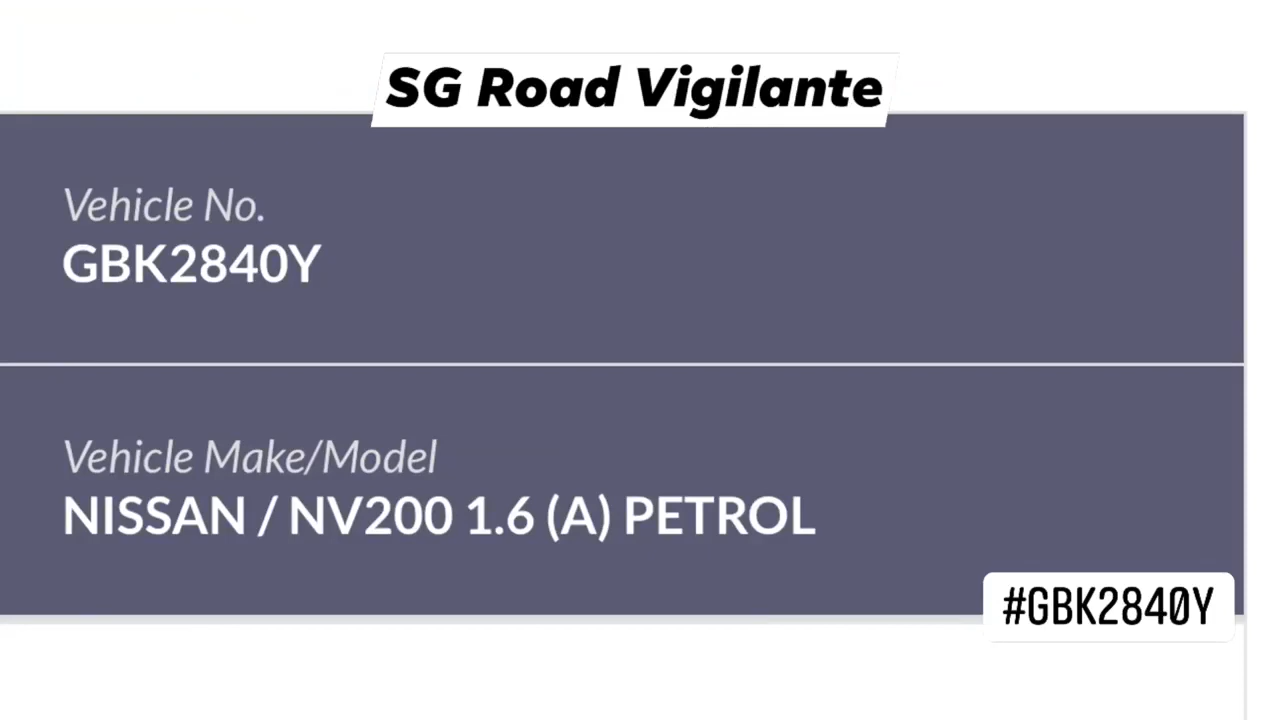 SG Road Vigilante
Vehicle No.
GBK2840Y
Vehicle Make/Model
NISSAN / NV200 1.6 (A) PETROL
#GBK2840Y